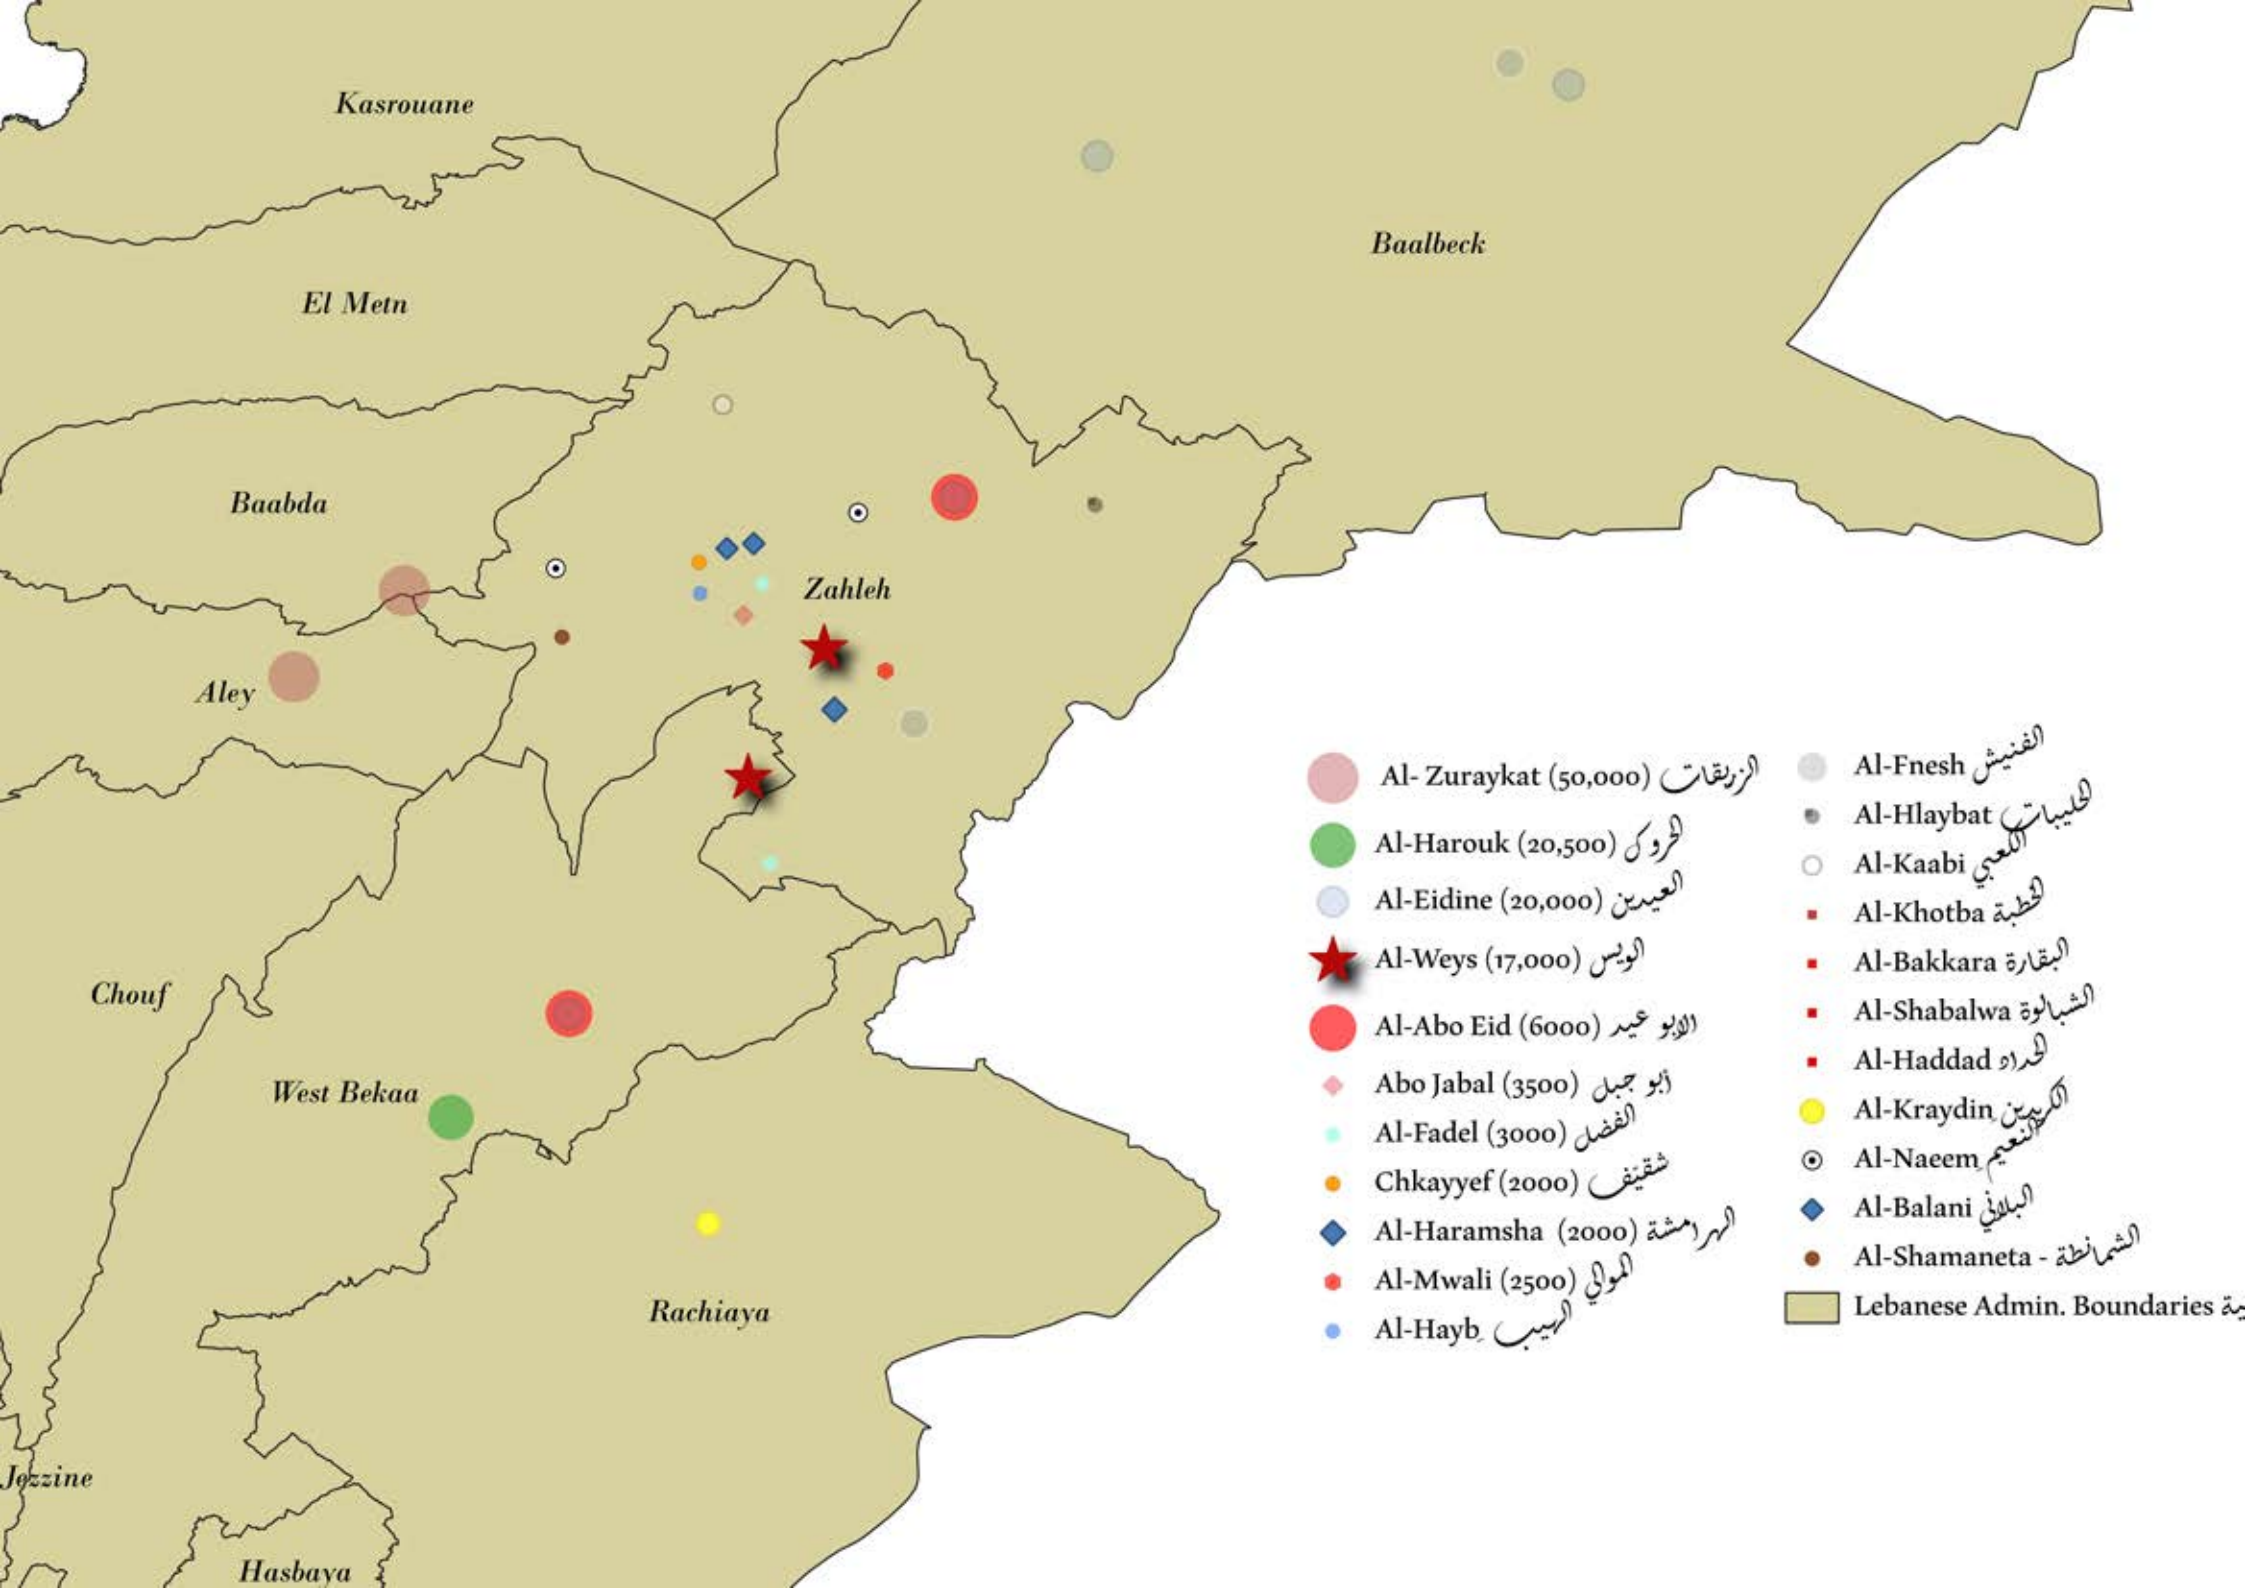 Kasrouane
Baalbeck
El Metn
Baabda
Zahleh
Aley
Chouf
West Bekaa
Rachiaya
Jezzine
Hasbaya
Al- Zuraykat (50,000) الزريقات
Al-Harouk (20,500) الحروك
Al-Eidine (20,000) العيدين
Al-Weys (17,000) الويس
Al-Abo Eid (6000) الابو عيد
Abo Jabal (3500) أبو جبل
Al-Fadel (3000) الفضل
Chkayyef (2000) شقيّف
Al-Haramsha (2000) الهرامشة
Al-Mwali (2500) الموالي
Al-Hayb الهيب
Al-Fnesh الفنيش
Al-Hlaybat الحليبات
Al-Kaabi الكعبي
Al-Khotba الخطبة
Al-Bakkara البقارة
Al-Shabalwa الشبالوة
Al-Haddad الحداد
Al-Kraydin الكريدين
Al-Naeem النعيم
Al-Balani البلاني
Al-Shamaneta - الشمانطة
Lebanese Admin. Boundaries